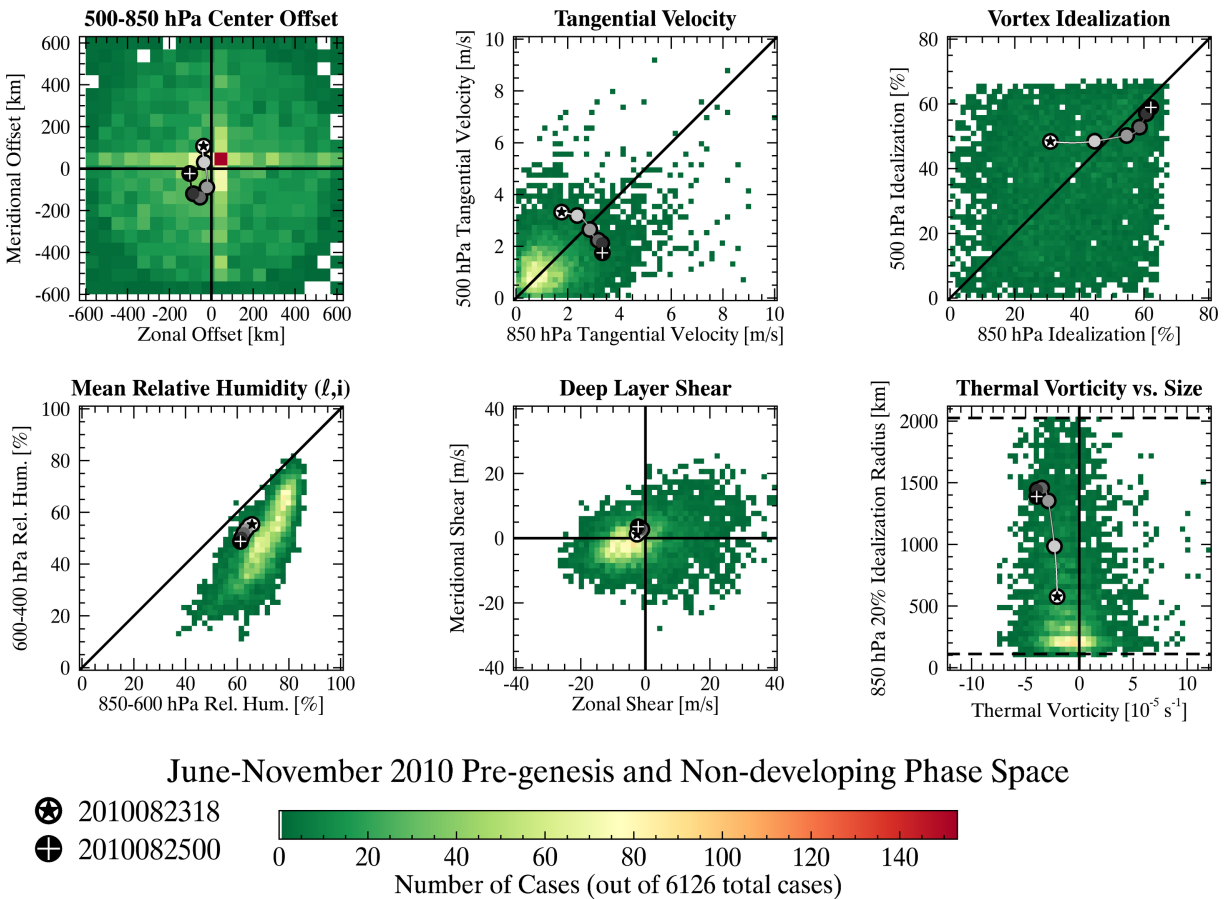 500-850 hPa Center Offset
Meridional Offset [km]
600
400
200
0
-200
-400
-600
-600 -400 -200 0 200 400 600
Zonal Offset [km]
Tangential Velocity
500 hPa Tangential Velocity [m/s]
10
8
6
4
2
0
0 2 4 6 8 10
850 hPa Tangential Velocity [m/s]
Vortex Idealization
500 hPa Idealization [%]
80
60
40
20
0
0 20 40 60 80
850 hPa Idealization [%]
Mean Relative Humidity (ℓ,i)
600-400 hPa Rel. Hum. [%]
100
80
60
40
20
0
0 20 40 60 80 100
850-600 hPa Rel. Hum. [%]
Deep Layer Shear
Meridional Shear [m/s]
40
20
0
-20
-40
-40 -20 0 20 40
Zonal Shear [m/s]
Thermal Vorticity vs. Size
850 hPa 20% Idealization Radius [km]
2000
1500
1000
500
0
-10 -5 0 5 10
Thermal Vorticity [10⁻⁵ s⁻¹]
June-November 2010 Pre-genesis and Non-developing Phase Space
2010082318
2010082500
0 20 40 60 80 100 120 140
Number of Cases (out of 6126 total cases)